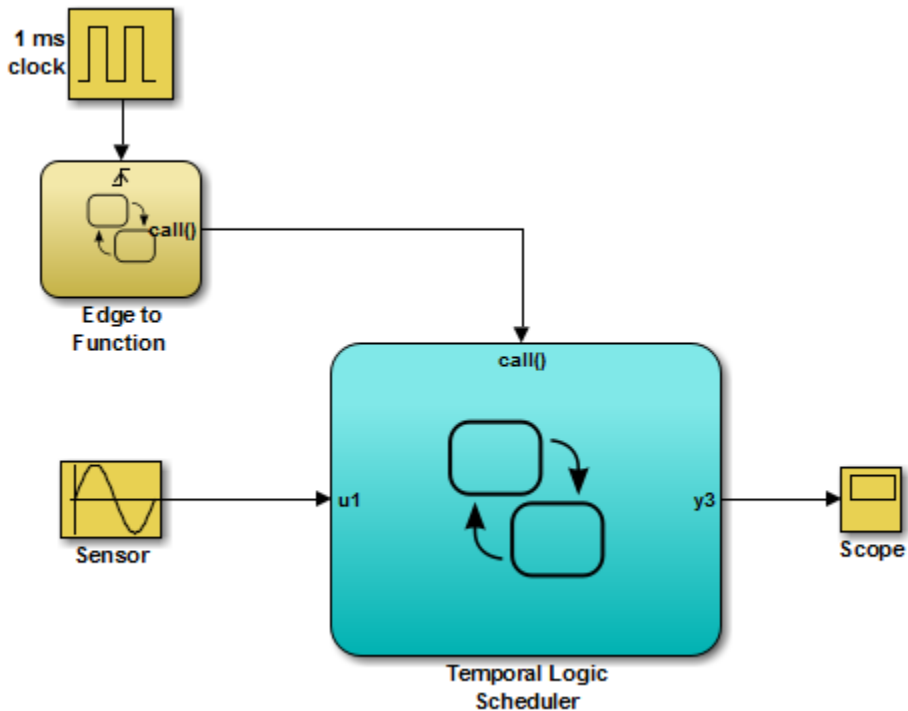 1 ms
clock
call()
Edge to
Function
call()
u1
y3
Sensor
Scope
Temporal Logic
Scheduler